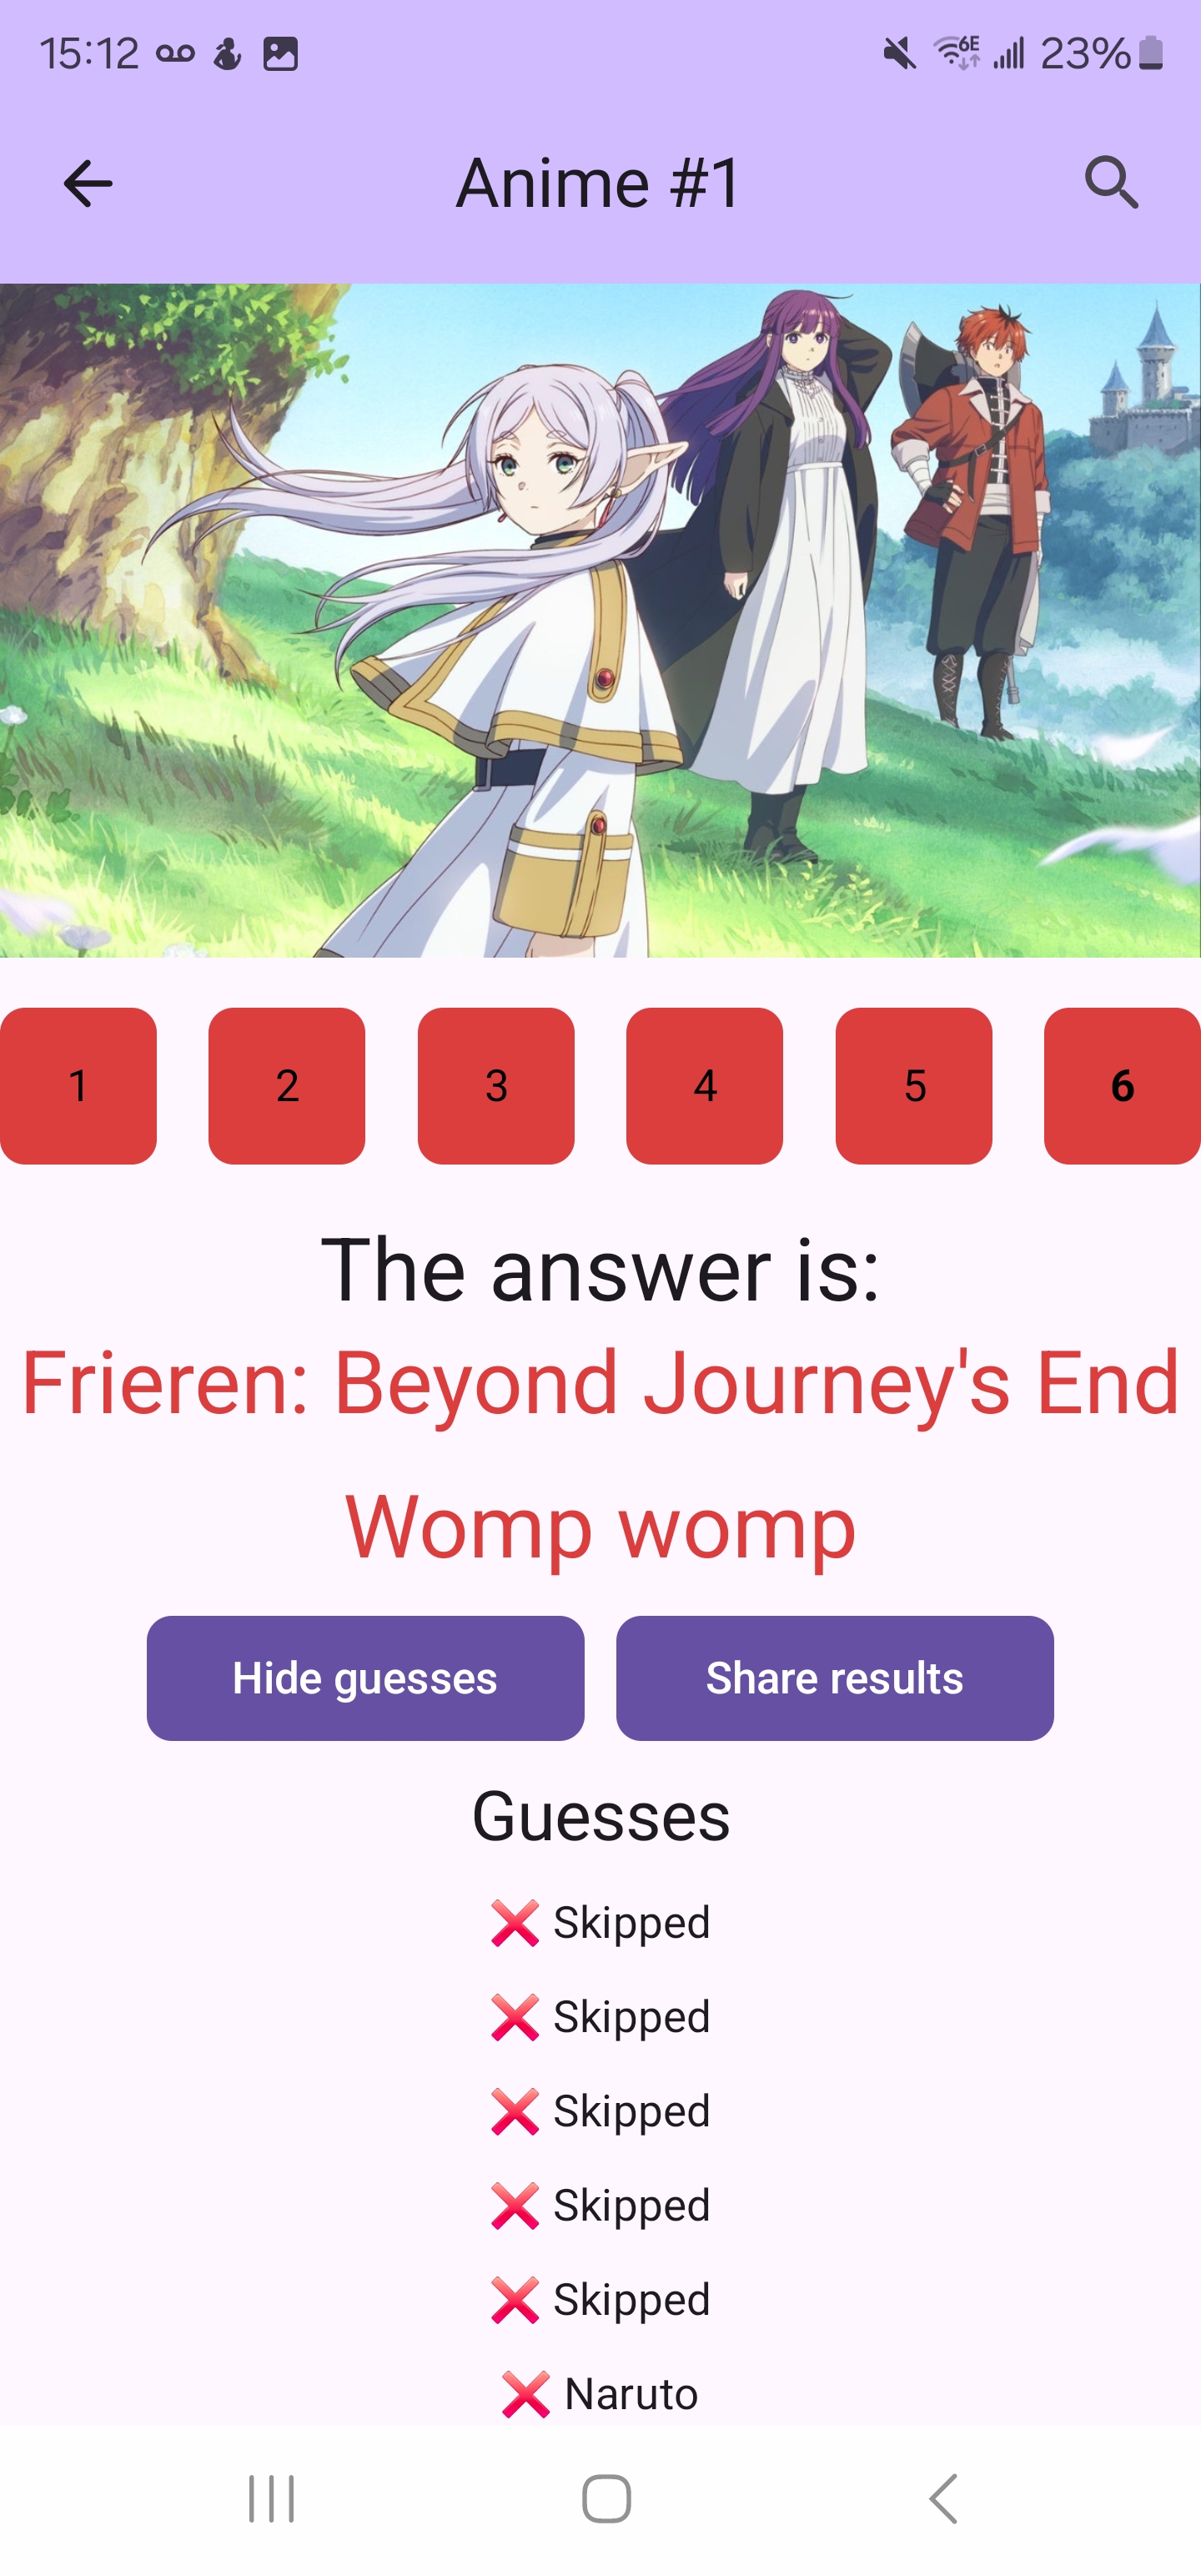 15:12 6E 23%
Anime #1
1 2 3 4 5 6
The answer is:
Frieren: Beyond Journey's End
Womp womp
Hide guesses Share results
Guesses
❌ Skipped
❌ Skipped
❌ Skipped
❌ Skipped
❌ Skipped
❌ Naruto